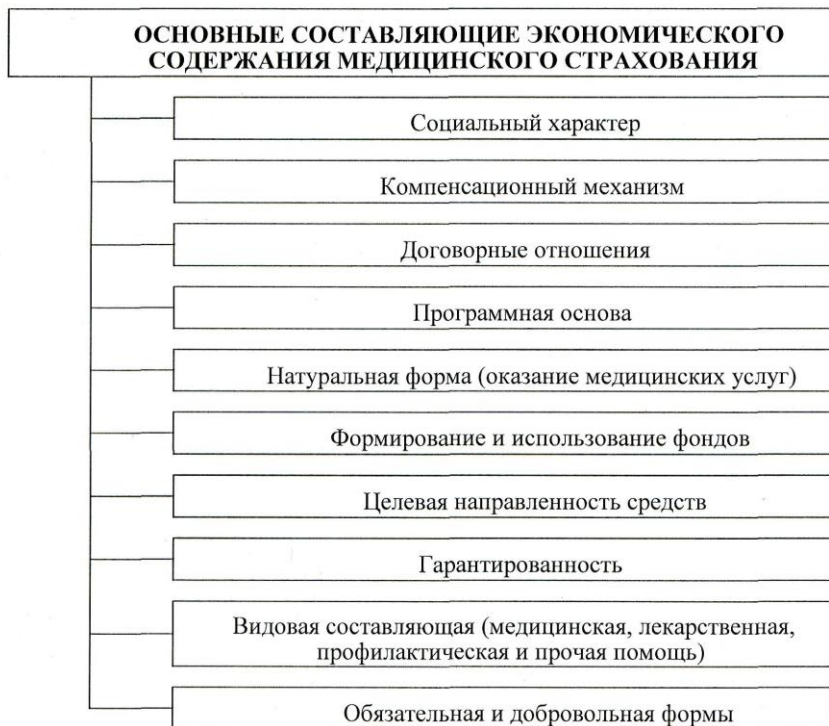 ОСНОВНЫЕ СОСТАВЛЯЮЩИЕ ЭКОНОМИЧЕСКОГО
СОДЕРЖАНИЯ МЕДИЦИНСКОГО СТРАХОВАНИЯ
Социальный характер
Компенсационный механизм
Договорные отношения
Программная основа
Натуральная форма (оказание медицинских услуг)
Формирование и использование фондов
Целевая направленность средств
Гарантированность
Видовая составляющая (медицинская, лекарственная,
профилактическая и прочая помощь)
Обязательная и добровольная формы